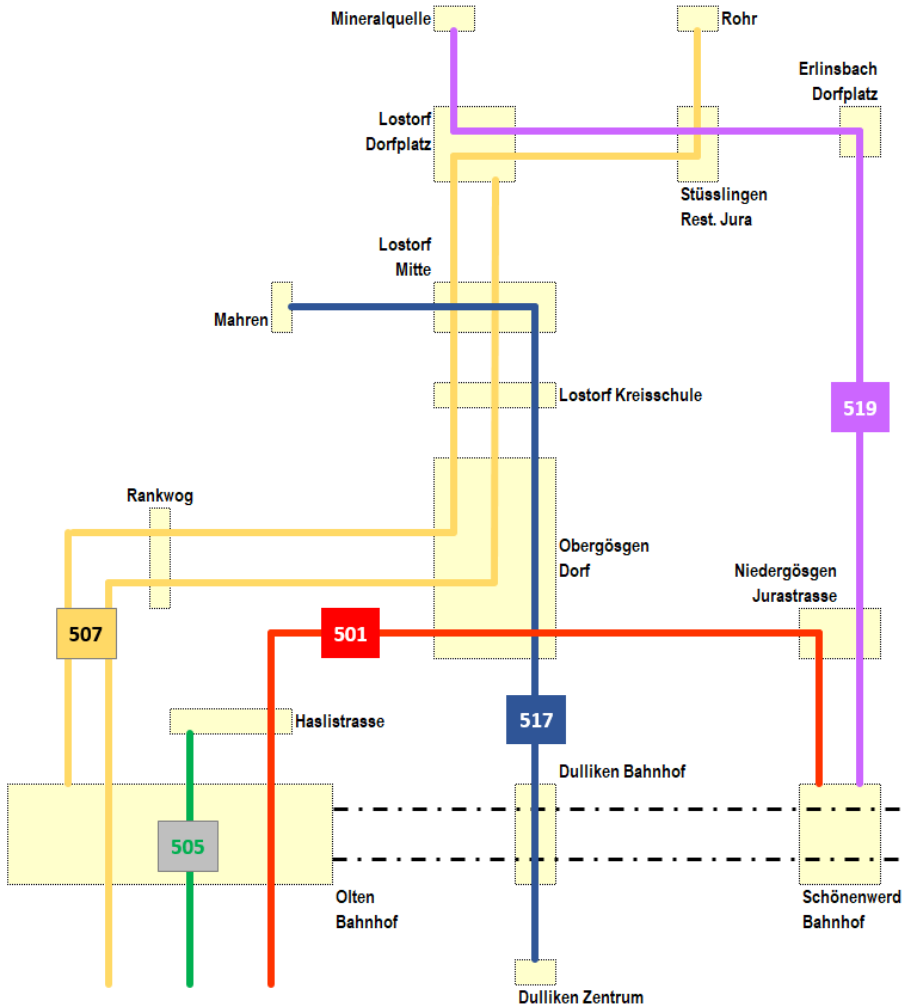 Mineralquelle
Rohr
Erlinsbach
Dorfplatz
Lostorf
Dorfplatz
Stüsslingen
Rest. Jura
Lostorf
Mitte
Mahren
Lostorf Kreisschule
519
Rankwog
Obergösgen
Dorf
Niedergösgen
Jurastrasse
507
501
Haslistrasse
517
Dulliken Bahnhof
505
Olten
Bahnhof
Schönenwerd
Bahnhof
Dulliken Zentrum